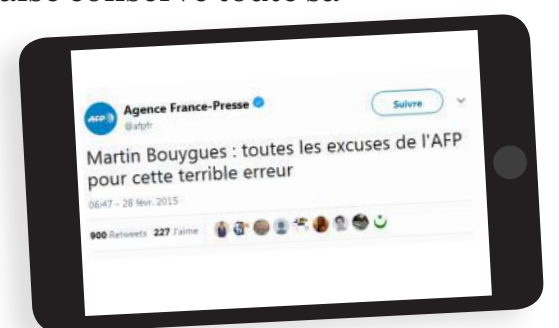 AFP
Agence France-Presse
Suivre
@afpfr
Martin Bouygues : toutes les excuses de l'AFP
pour cette terrible erreur
06:47 - 28 févr. 2015
900 Retweets 227 J'aime